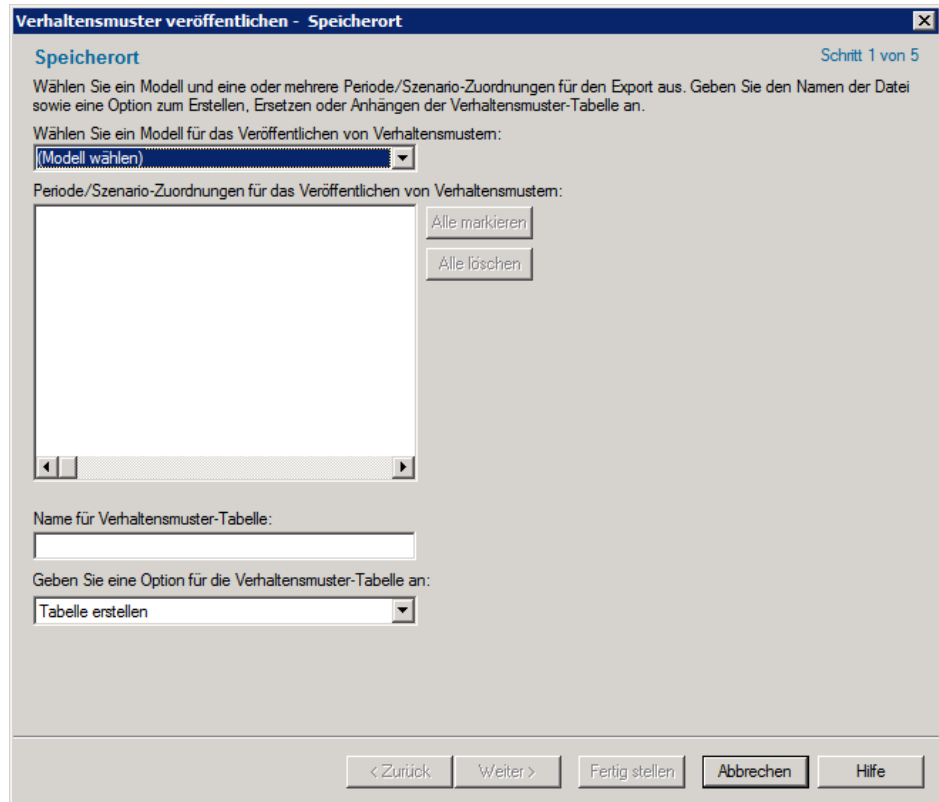 Verhaltensmuster veröffentlichen - Speicherort
Speicherort
Schritt 1 von 5
Wählen Sie ein Modell und eine oder mehrere Periode/Szenario-Zuordnungen für den Export aus. Geben Sie den Namen der Datei
sowie eine Option zum Erstellen, Ersetzen oder Anhängen der Verhaltensmuster-Tabelle an.
Wählen Sie ein Modell für das Veröffentlichen von Verhaltensmustern:
(Modell wählen)
Periode/Szenario-Zuordnungen für das Veröffentlichen von Verhaltensmustern:
Alle markieren
Alle löschen
Name für Verhaltensmuster-Tabelle:
Geben Sie eine Option für die Verhaltensmuster-Tabelle an:
Tabelle erstellen
< Zurück
Weiter >
Fertig stellen
Abbrechen
Hilfe